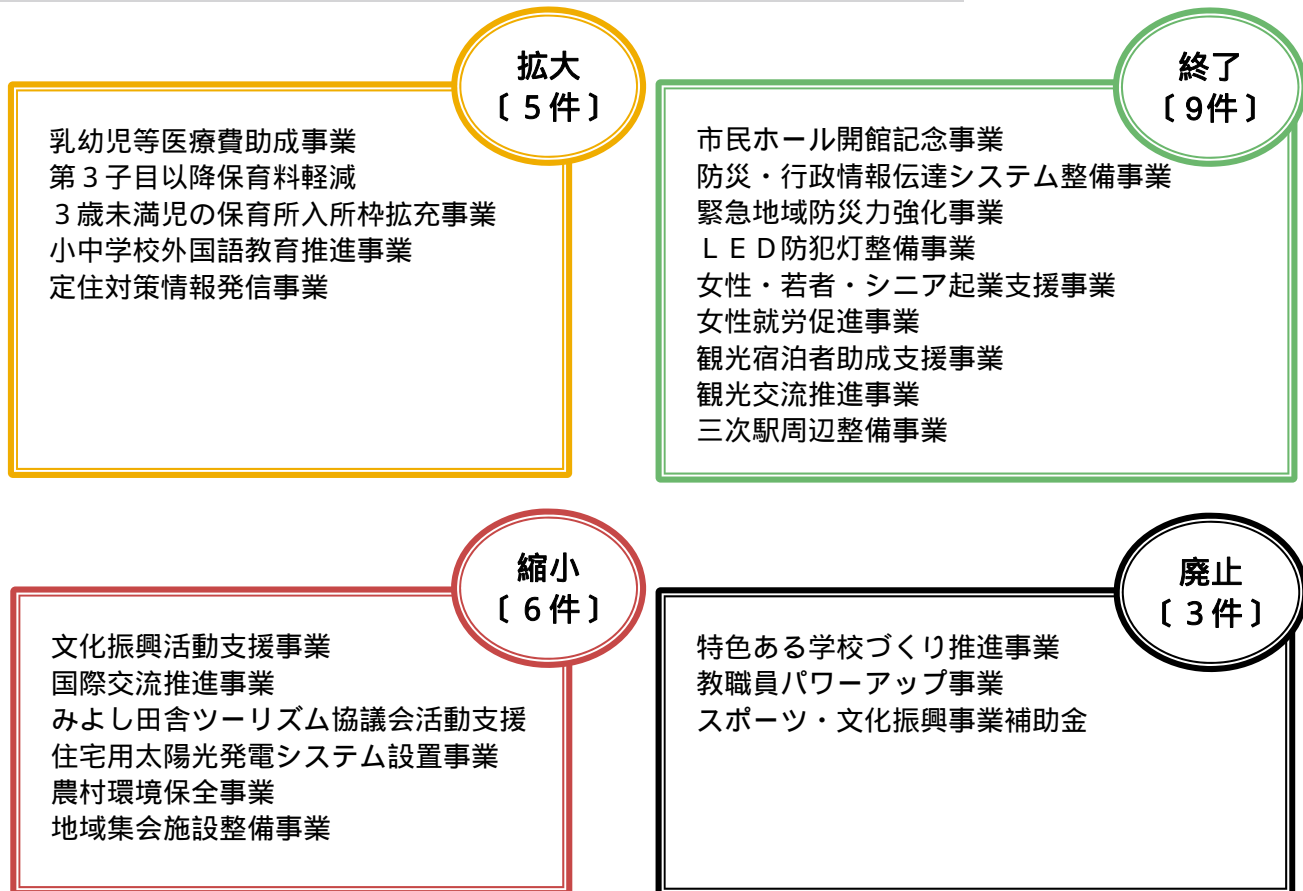 拡大
〔５件〕
乳幼児等医療費助成事業
第３子目以降保育料軽減
３歳未満児の保育所入所枠拡充事業
小中学校外国語教育推進事業
定住対策情報発信事業
終了
〔9件〕
市民ホール開館記念事業
防災・行政情報伝達システム整備事業
緊急地域防災力強化事業
ＬＥＤ防犯灯整備事業
女性・若者・シニア起業支援事業
女性就労促進事業
観光宿泊者助成支援事業
観光交流推進事業
三次駅周辺整備事業
縮小
〔６件〕
文化振興活動支援事業
国際交流推進事業
みよし田舎ツーリズム協議会活動支援
住宅用太陽光発電システム設置事業
農村環境保全事業
地域集会施設整備事業
廃止
〔３件〕
特色ある学校づくり推進事業
教職員パワーアップ事業
スポーツ・文化振興事業補助金